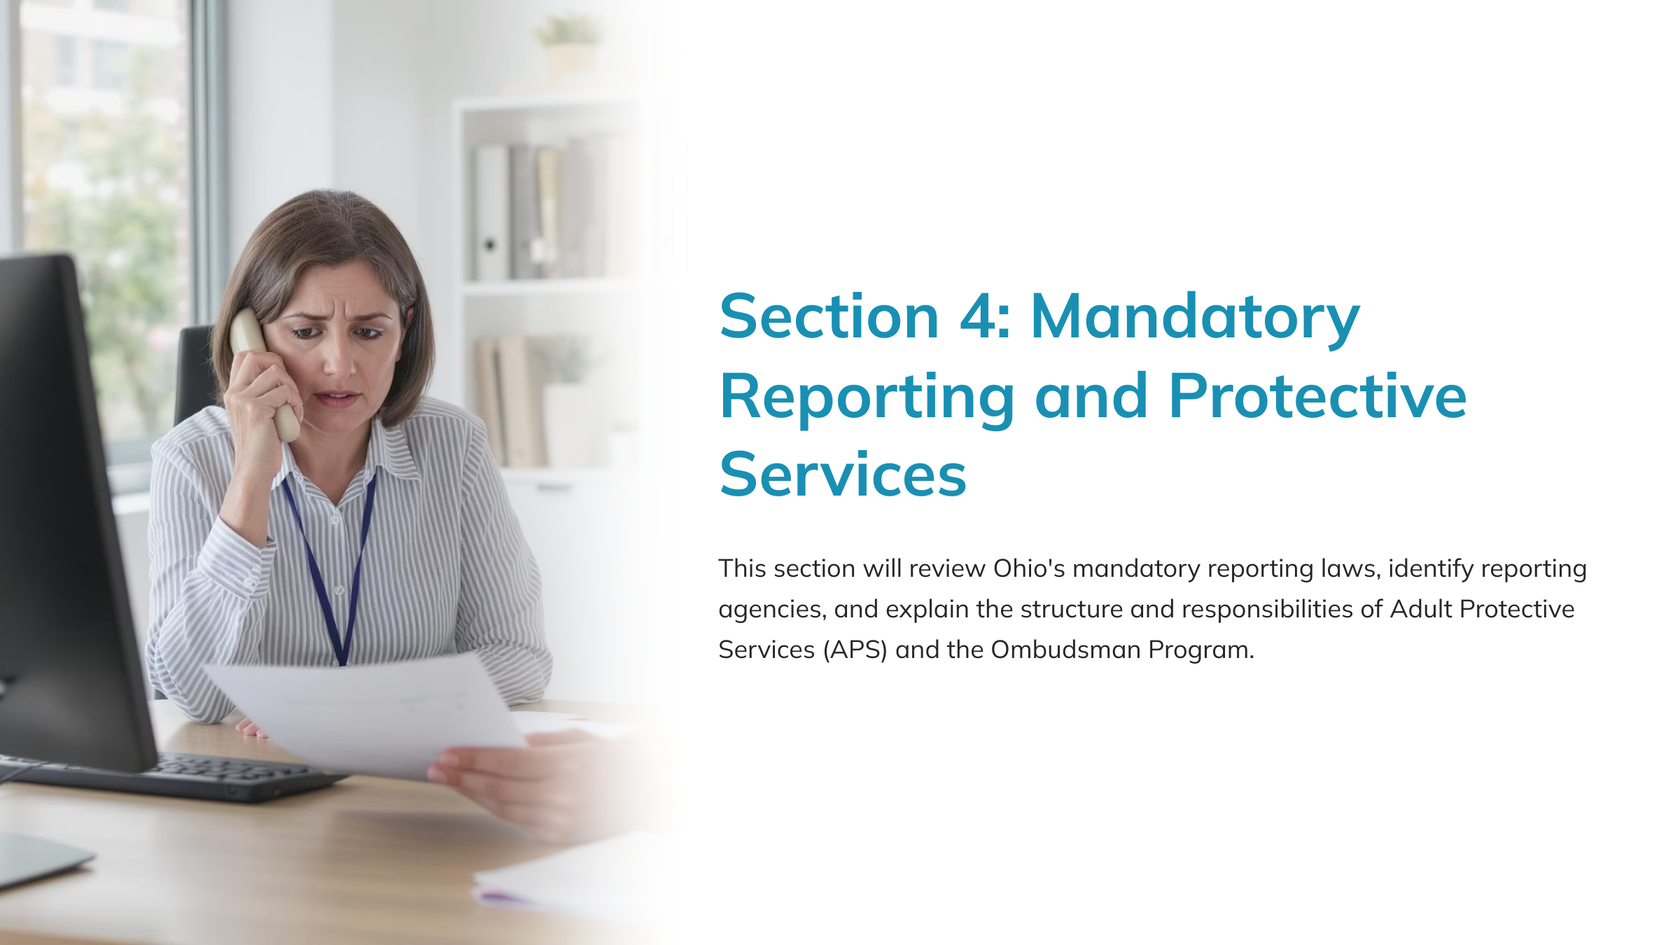 Section 4: Mandatory
Reporting and Protective
Services
This section will review Ohio's mandatory reporting laws, identify reporting
agencies, and explain the structure and responsibilities of Adult Protective
Services (APS) and the Ombudsman Program.